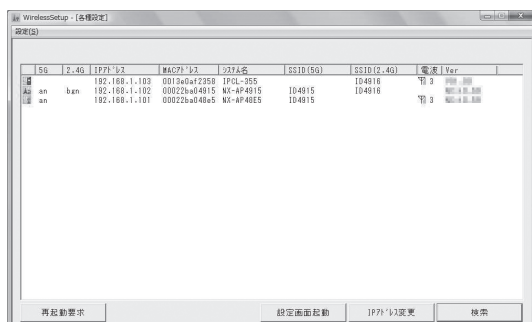 WirelessSetup - [各種設定]
設定(S)
5G 2.4G IPｱﾄﾞﾚｽ MACｱﾄﾞﾚｽ ｼｽﾃﾑ名 SSID(5G) SSID(2.4G) 電波 Ver
192.168.1.103 0013e0af2358 IPCL-355 ID4916 3
Ap an bgn 192.168.1.102 00022ba04915 NX-AP4915 ID4915 ID4916
an 192.168.1.101 00022ba048e5 NX-AP48E5 ID4915 3
再起動要求 設定画面起動 IPｱﾄﾞﾚｽ変更 検索